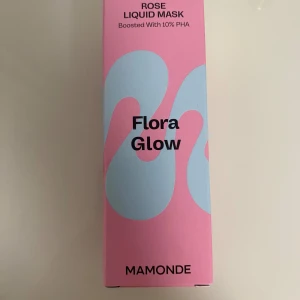 ROSE
LIQUID MASK
Boosted With 10% PHA
Flora
Glow
MAMONDE